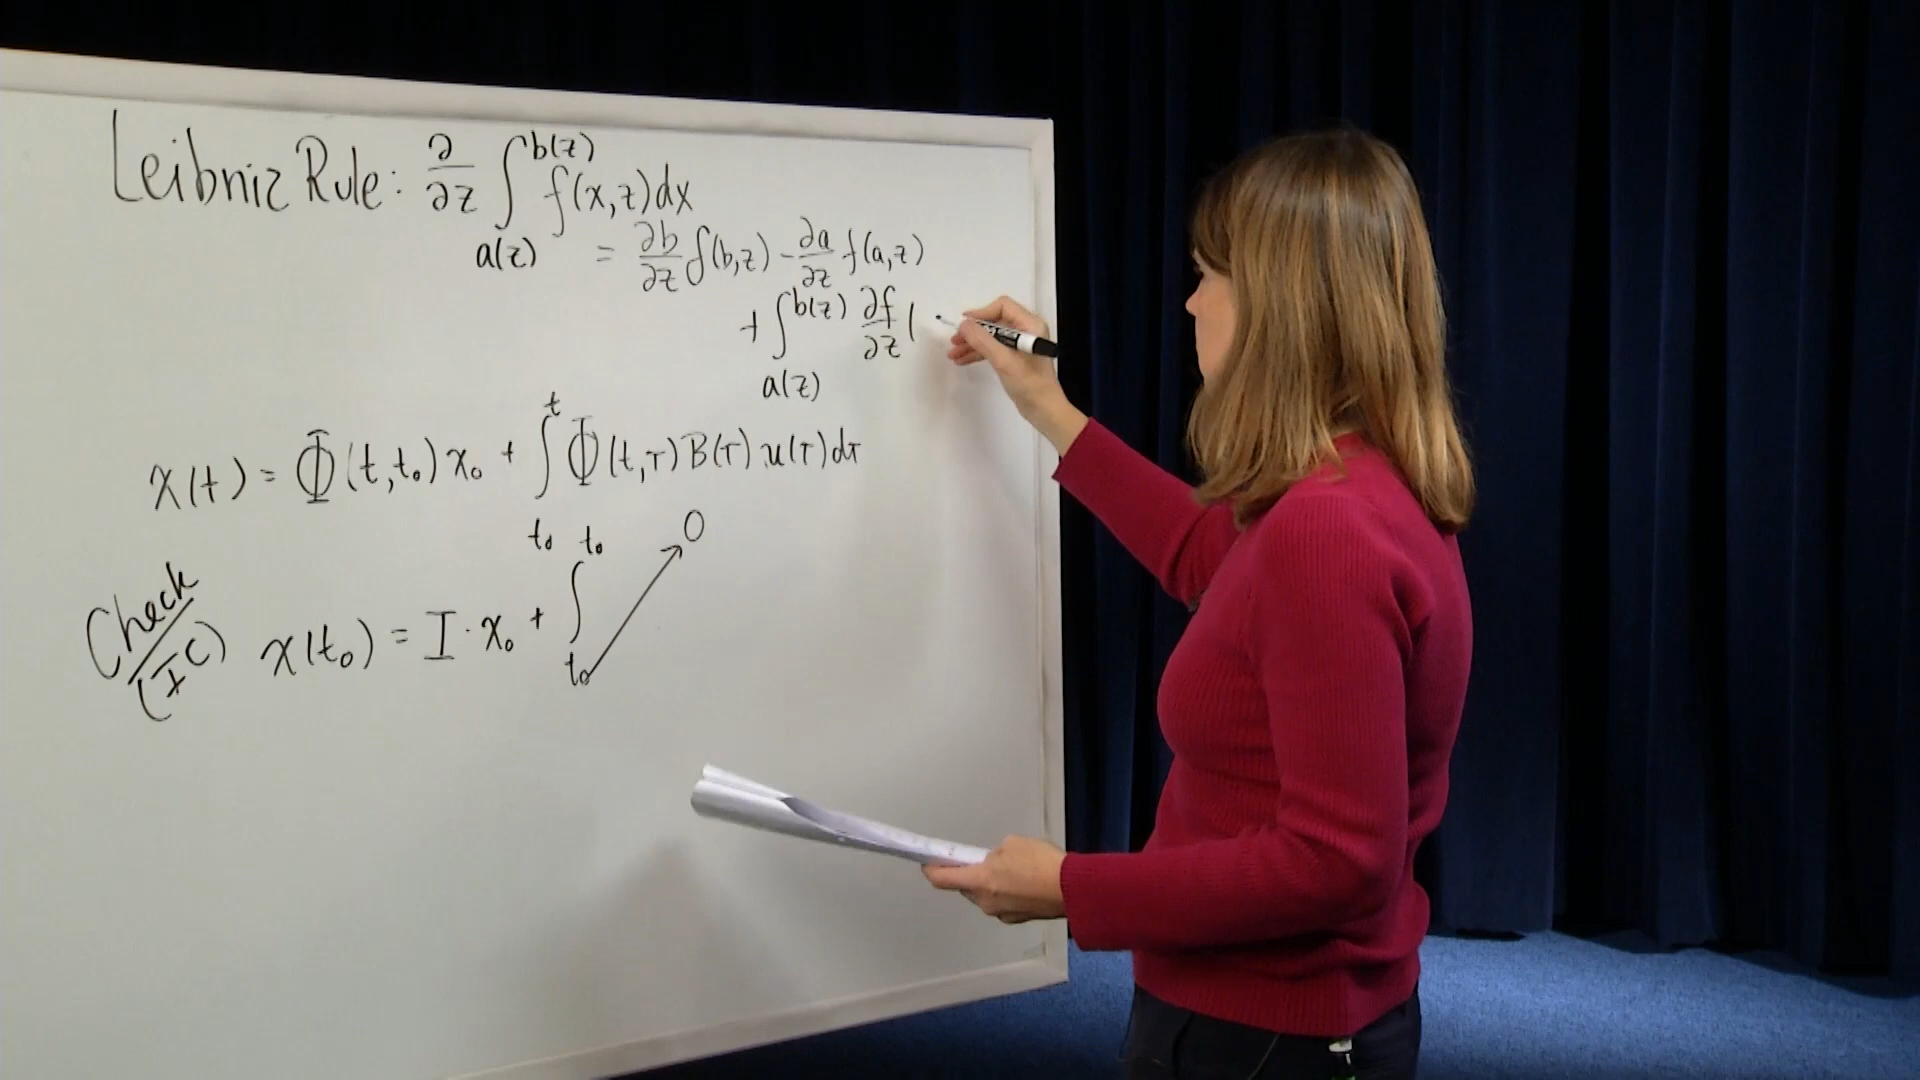 Leibniz Rule: ∂/∂z ∫_{a(z)}^{b(z)} f(x,z)dx
= ∂b/∂z f(b,z) - ∂a/∂z f(a,z)
+ ∫_{a(z)}^{b(z)} ∂f/∂z (
x(t) = Φ(t,t₀)x₀ + ∫_{t₀}^{t} Φ(t,τ)B(τ)u(τ)dτ
Check (IC) x(t₀) = I·x₀ + ∫_{t₀}^{t₀} → 0